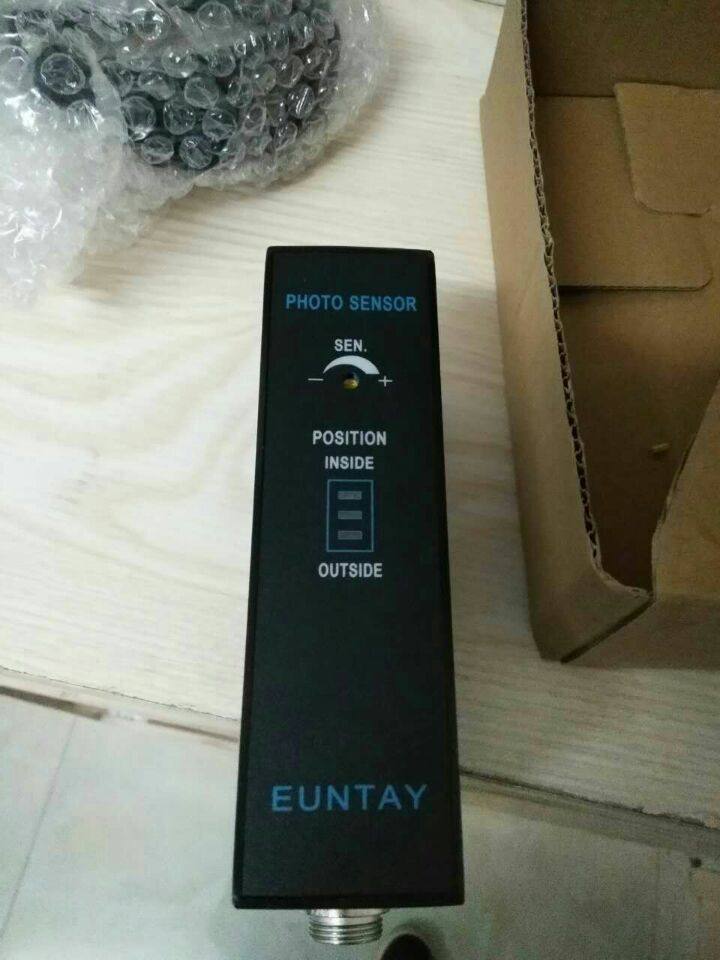 PHOTO SENSOR
SEN.
− +
POSITION
INSIDE
OUTSIDE
EUNTAY